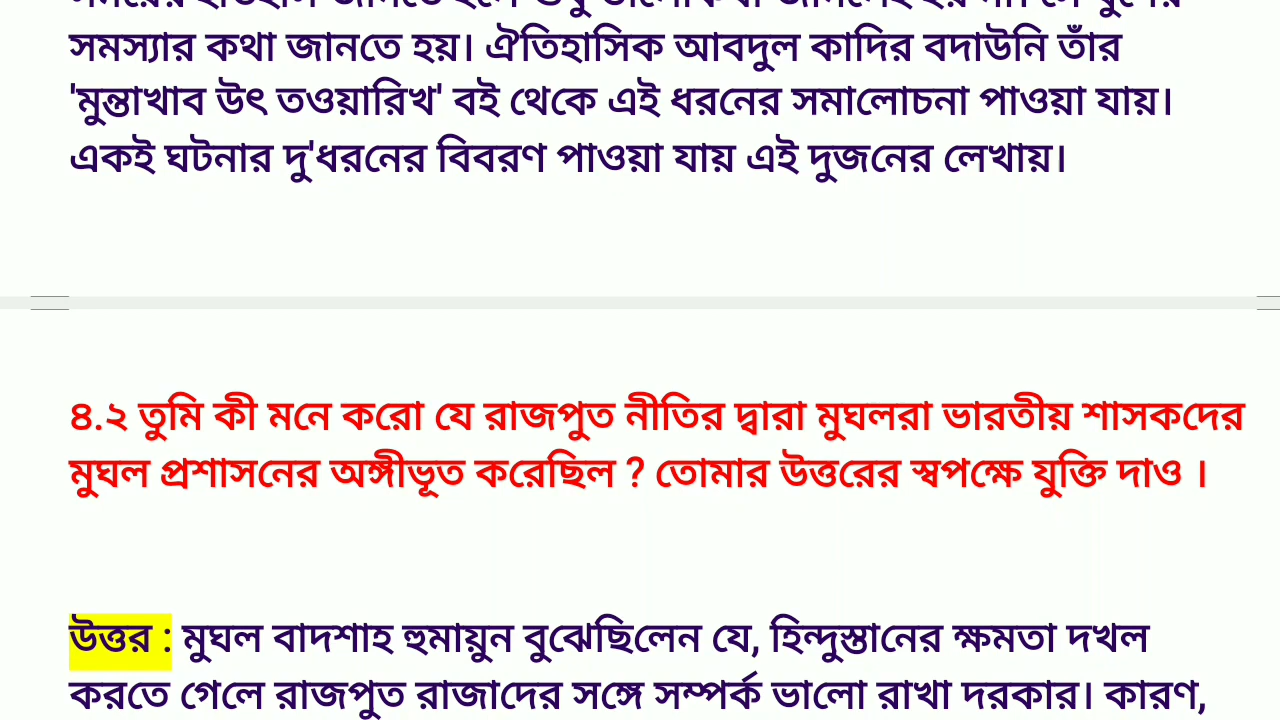 সমস্যার কথা জানতে হয়। ঐতিহাসিক আবদুল কাদির বদাউনি তাঁর
'মুন্তাখাব উৎ তওয়ারিখ' বই থেকে এই ধরনের সমালোচনা পাওয়া যায়।
একই ঘটনার দু'ধরনের বিবরণ পাওয়া যায় এই দুজনের লেখায়।
৪.২ তুমি কী মনে করো যে রাজপুত নীতির দ্বারা মুঘলরা ভারতীয় শাসকদের
মুঘল প্রশাসনের অঙ্গীভূত করেছিল ? তোমার উত্তরের স্বপক্ষে যুক্তি দাও ।
উত্তর : মুঘল বাদশাহ হুমায়ুন বুঝেছিলেন যে, হিন্দুস্তানের ক্ষমতা দখল
করতে গেলে রাজপুত রাজাদের সঙ্গে সম্পর্ক ভালো রাখা দরকার। কারণ,